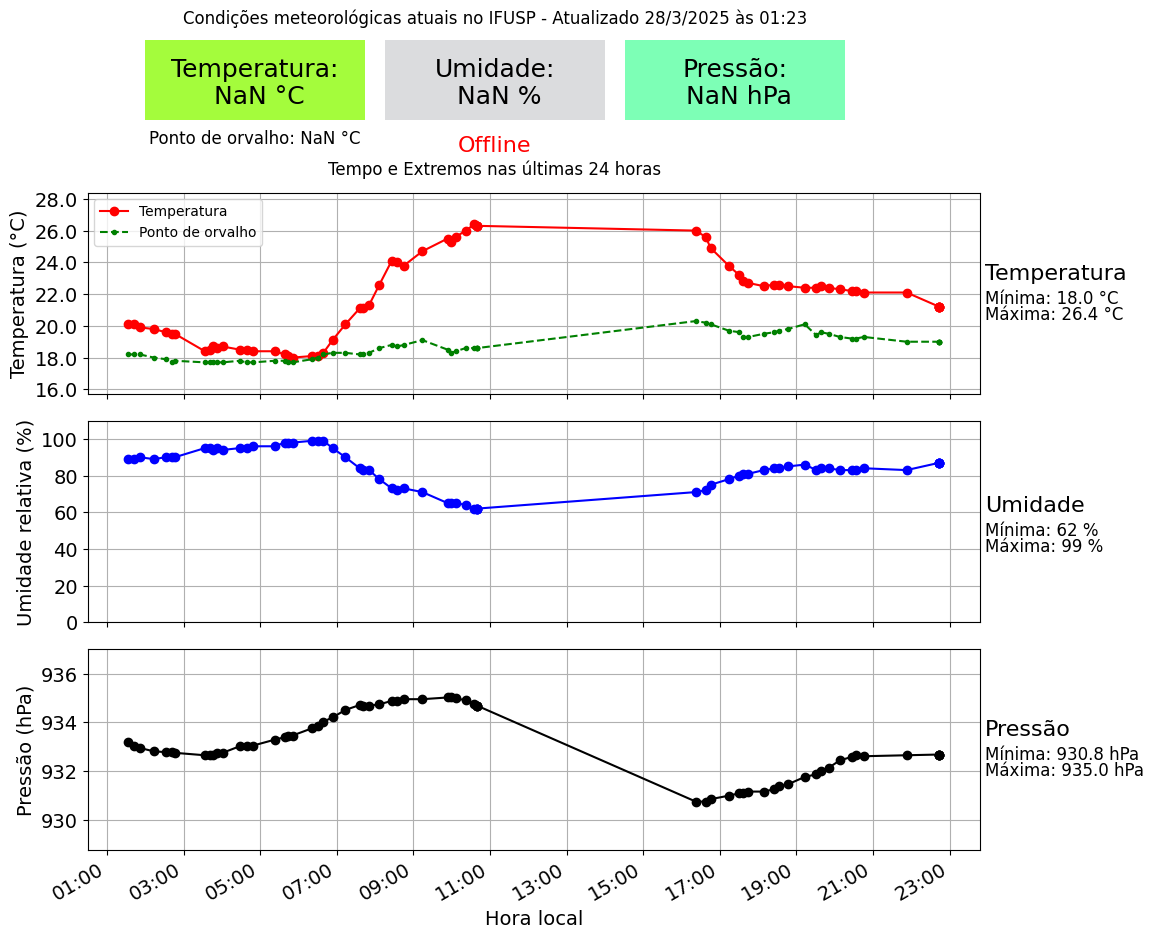 Condições meteorológicas atuais no IFUSP - Atualizado 28/3/2025 às 01:23
Temperatura:
NaN °C
Umidade:
NaN %
Pressão:
NaN hPa
Ponto de orvalho: NaN °C
Offline
Tempo e Extremos nas últimas 24 horas
Temperatura (°C)
28.0
26.0
24.0
22.0
20.0
18.0
16.0
Temperatura
Ponto de orvalho
Temperatura
Mínima: 18.0 °C
Máxima: 26.4 °C
Umidade relativa (%)
100
80
60
40
20
0
Umidade
Mínima: 62 %
Máxima: 99 %
Pressão (hPa)
936
934
932
930
Pressão
Mínima: 930.8 hPa
Máxima: 935.0 hPa
01:00
03:00
05:00
07:00
09:00
11:00
13:00
15:00
17:00
19:00
21:00
23:00
Hora local